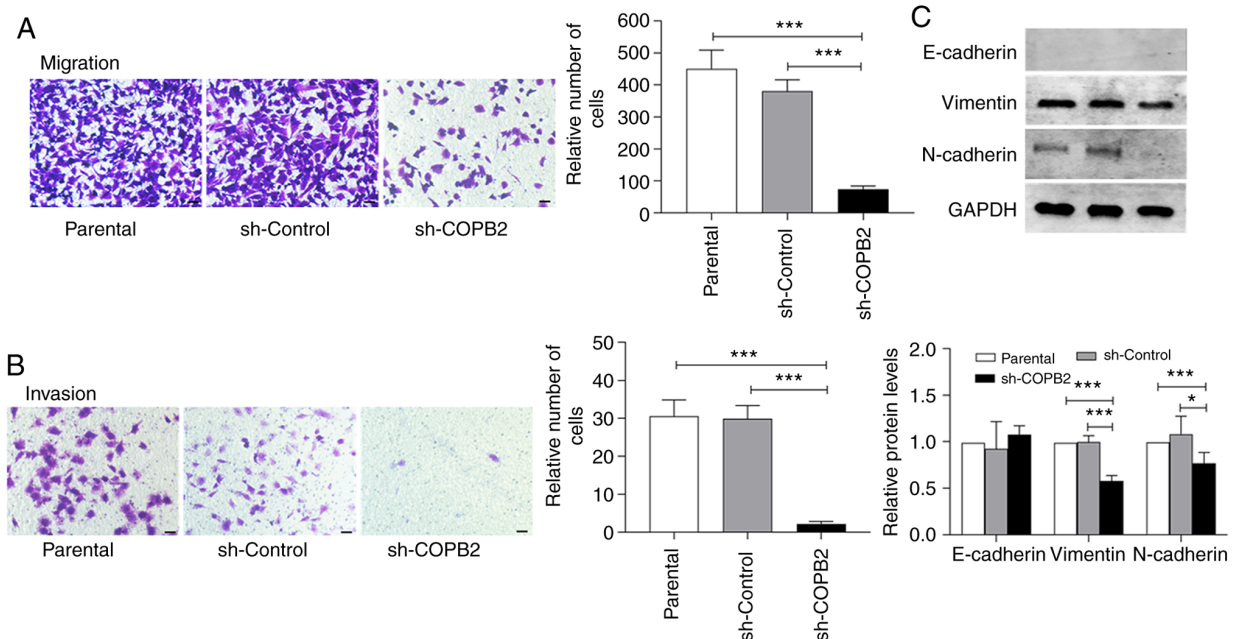 A
Migration
Parental
sh-Control
sh-COPB2
Relative number of
cells
600
500
400
300
200
100
0
***
***
Parental
sh-Control
sh-COPB2
C
E-cadherin
Vimentin
N-cadherin
GAPDH
B
Invasion
Parental
sh-Control
sh-COPB2
Relative number of
cells
50
40
30
20
10
0
***
***
Parental
sh-Control
sh-COPB2
Relative protein levels
2.0
1.5
1.0
0.5
0.0
Parental
sh-Control
sh-COPB2
***
***
***
*
E-cadherin Vimentin N-cadherin